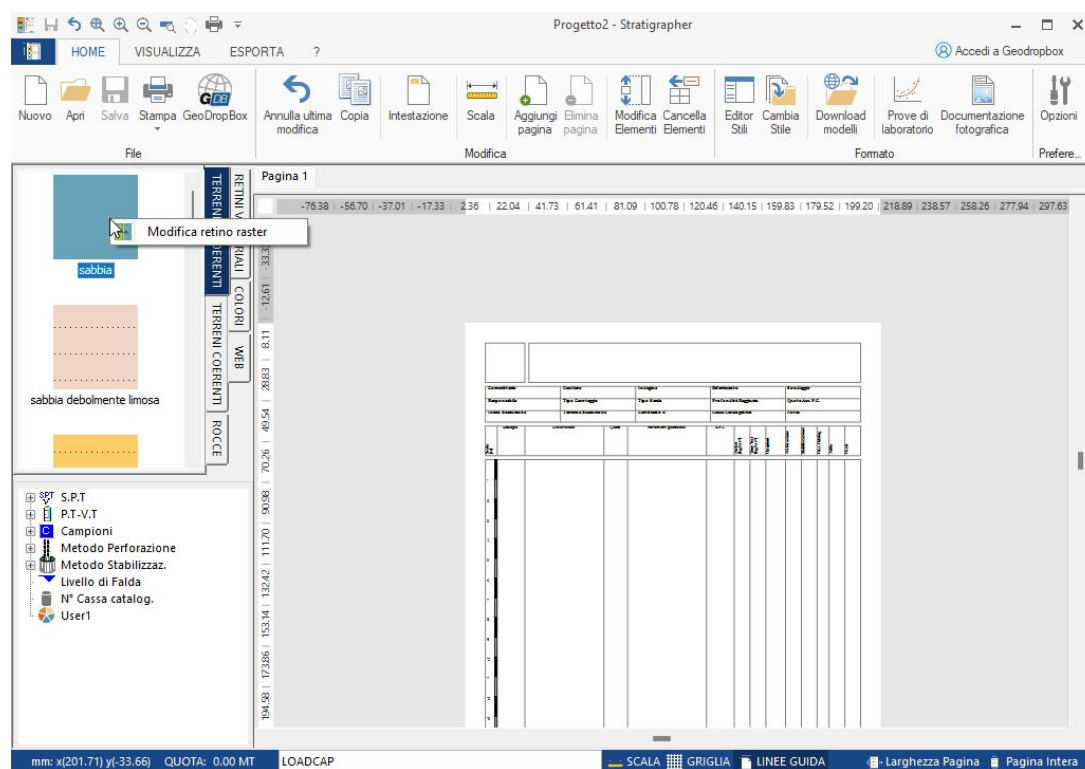 Progetto2 - Stratigrapher
HOME VISUALIZZA ESPORTA ? Accedi a Geodropbox
Nuovo Apri Salva Stampa GeoDropBox Annulla ultima modifica Copia Intestazione Scala Aggiungi pagina Elimina pagina Modifica Elementi Cancella Elementi Editor Stili Cambia Stile Download modelli Prove di laboratorio Documentazione fotografica Opzioni
File Modifica Formato Prefere...
Pagina 1
-76.38 -56.70 -37.01 -17.33 2.36 22.04 41.73 61.41 81.09 100.78 120.46 140.15 159.83 179.52 199.20 218.89 238.57 258.26 277.94 297.63
Modifica retino raster
sabbia
sabbia debolmente limosa
TERRENI COERENTI
ROCCE
COLORI
WEB
-12.61 8.11 28.83 49.54 70.26 90.98 111.70 132.42 153.14 173.86 194.58
S.P.T
P.T-V.T
C Campioni
Metodo Perforazione
Metodo Stabilizzaz.
Livello di Falda
N° Cassa catalog.
User1
mm: x(201.71) y(-33.66) QUOTA: 0.00 MT LOADCAP SCALA GRIGLIA LINEE GUIDA Larghezza Pagina Pagina Intera